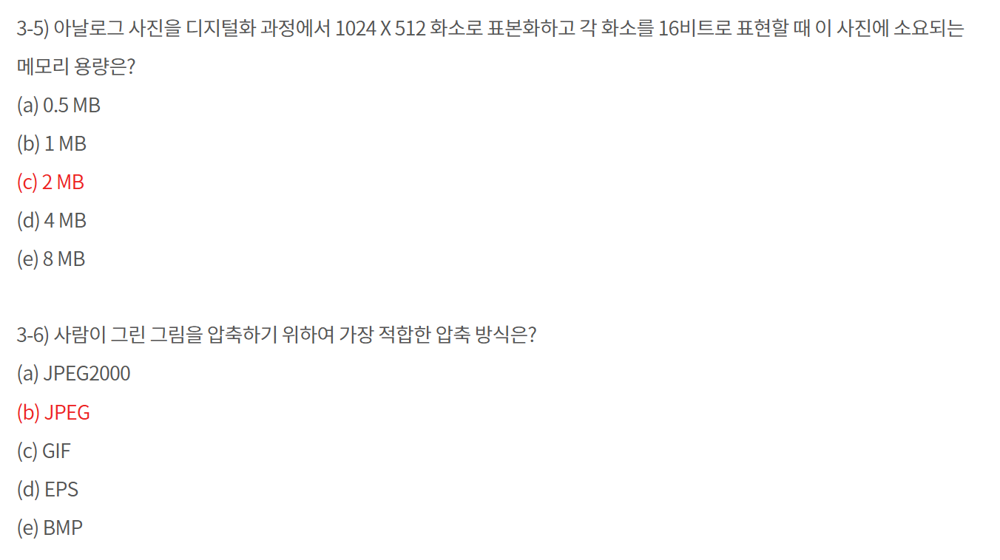 3-5) 아날로그 사진을 디지털화 과정에서 1024 X 512 화소로 표본화하고 각 화소를 16비트로 표현할 때 이 사진에 소요되는
메모리 용량은?
(a) 0.5 MB
(b) 1 MB
(c) 2 MB
(d) 4 MB
(e) 8 MB
3-6) 사람이 그린 그림을 압축하기 위하여 가장 적합한 압축 방식은?
(a) JPEG2000
(b) JPEG
(c) GIF
(d) EPS
(e) BMP